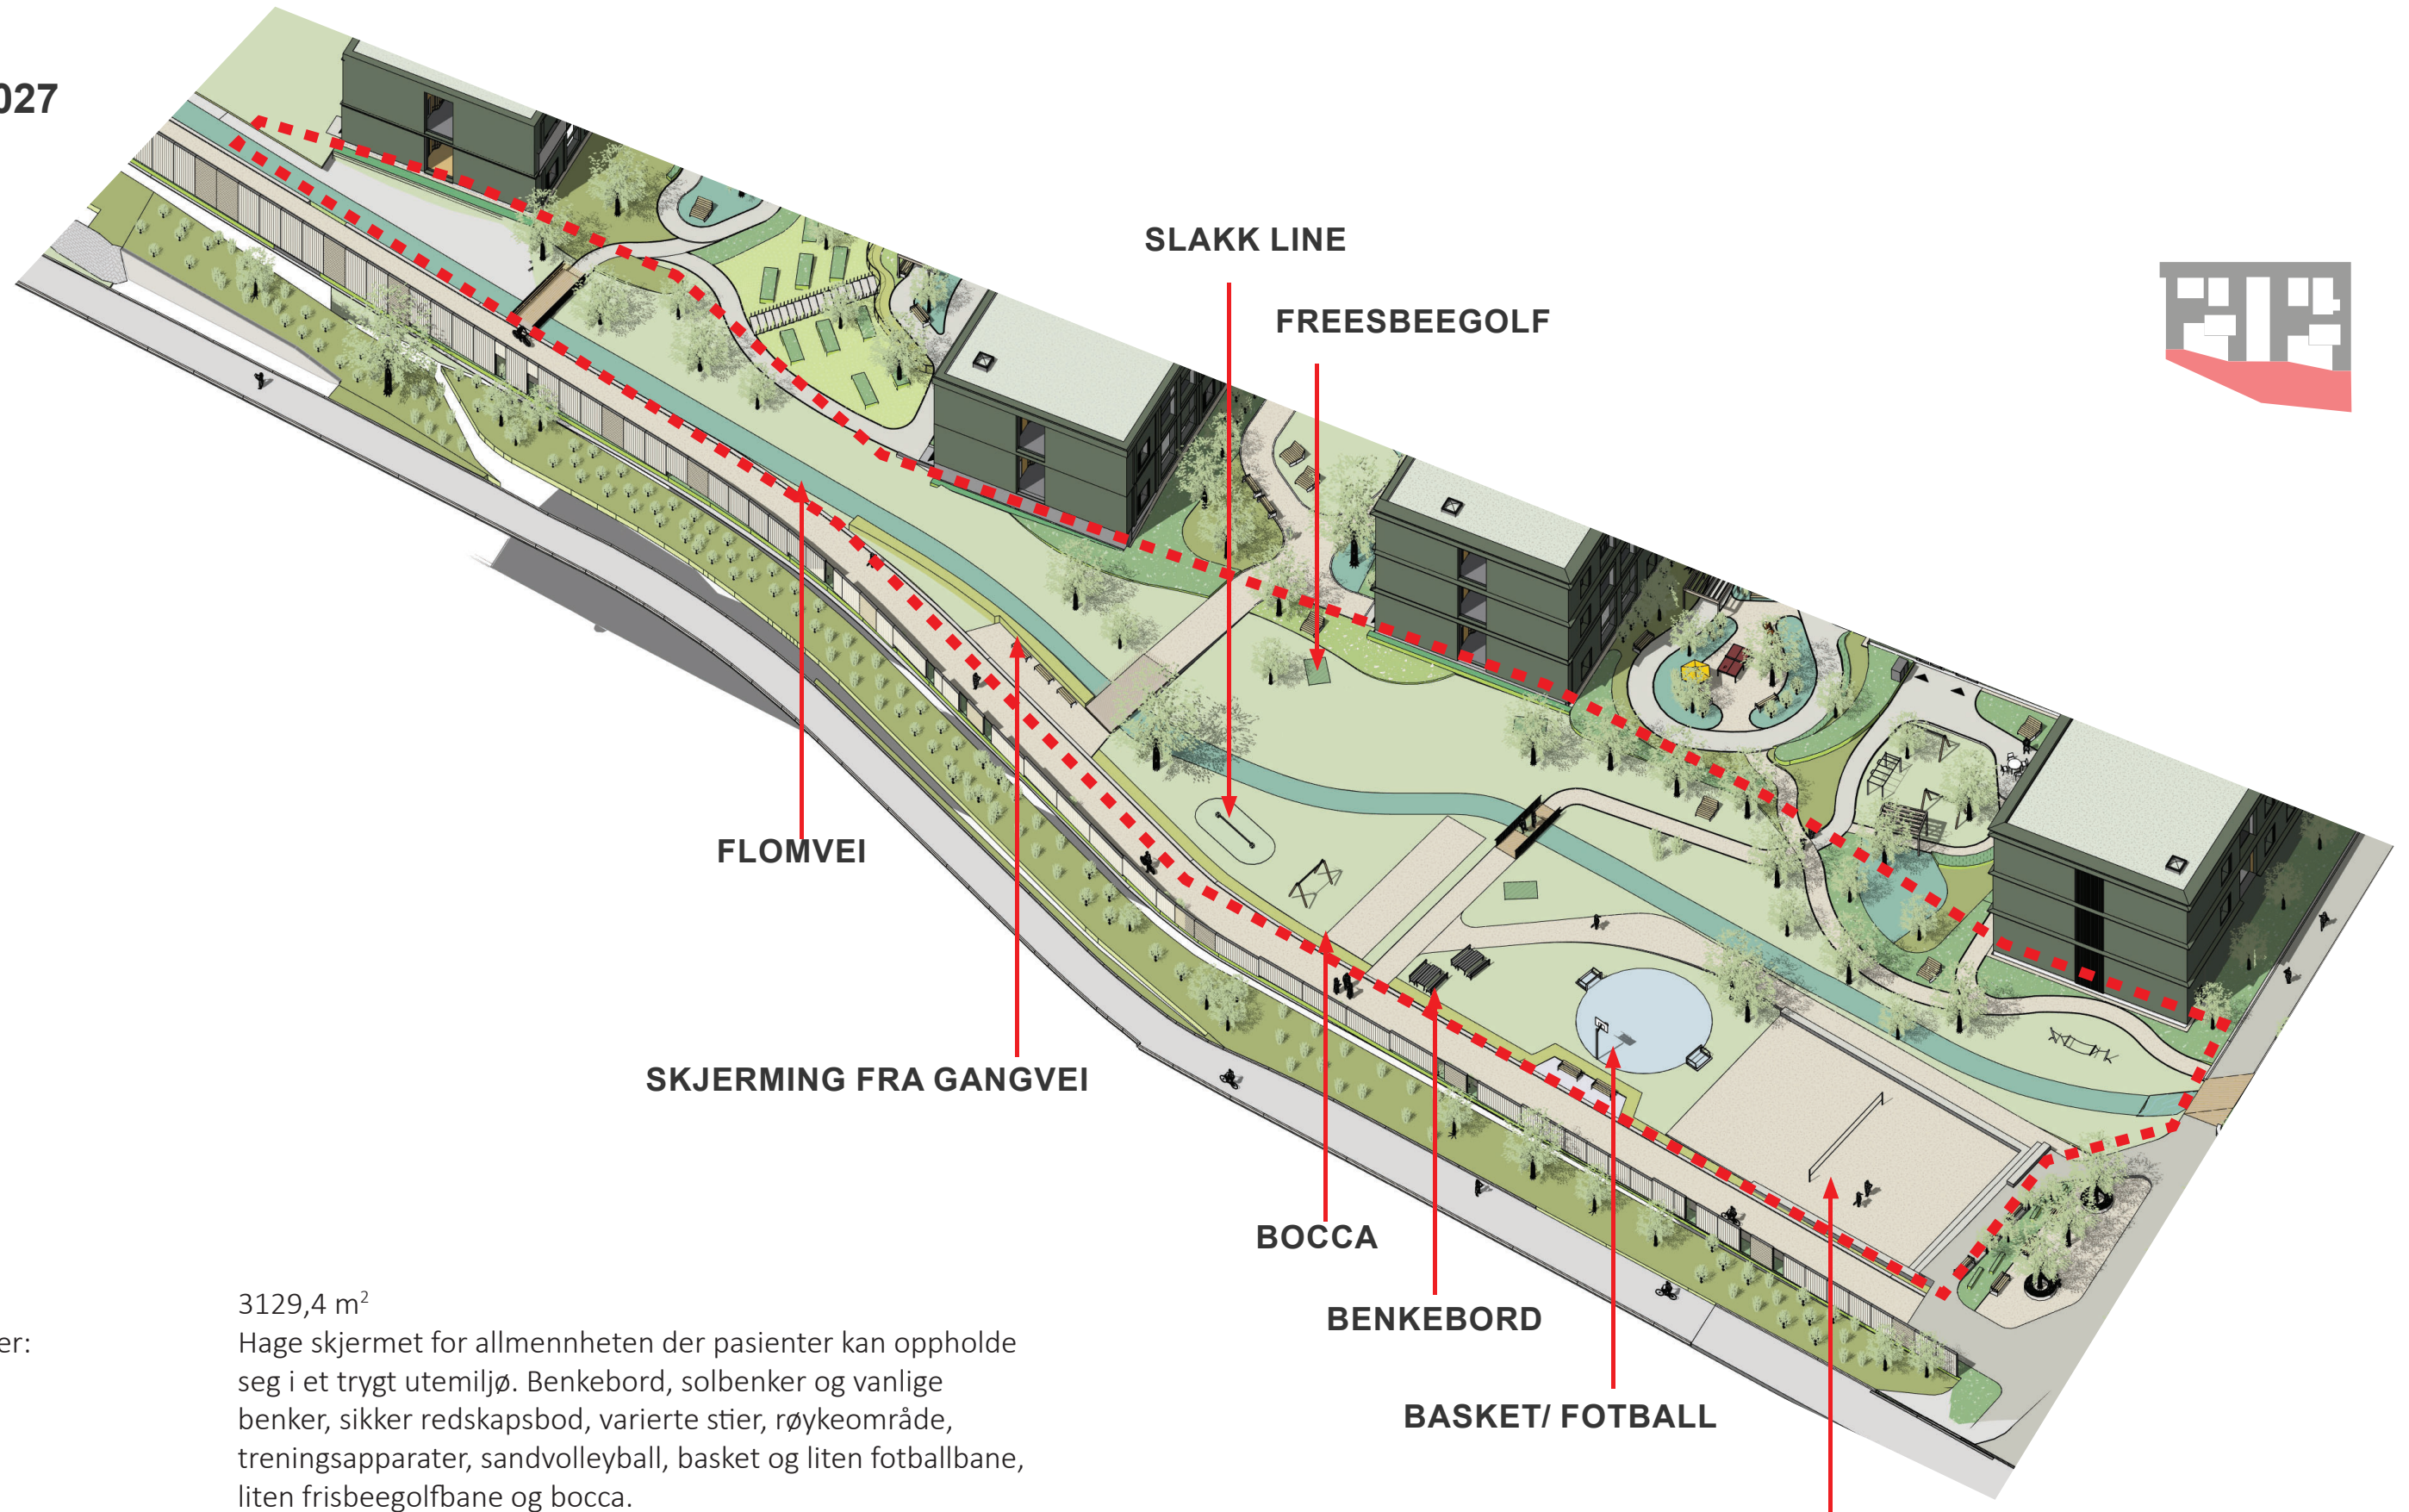 027
SLAKK LINE
FREESBEEGOLF
FLOMVEI
SKJERMING FRA GANGVEI
BOCCA
BENKEBORD
BASKET/ FOTBALL
3129,4 m²
er:
Hage skjermet for allmennheten der pasienter kan oppholde
seg i et trygt utemiljø. Benkebord, solbenker og vanlige
benker, sikker redskapsbod, varierte stier, røykeområde,
treningsapparater, sandvolleyball, basket og liten fotballbane,
liten frisbeegolfbane og bocca.